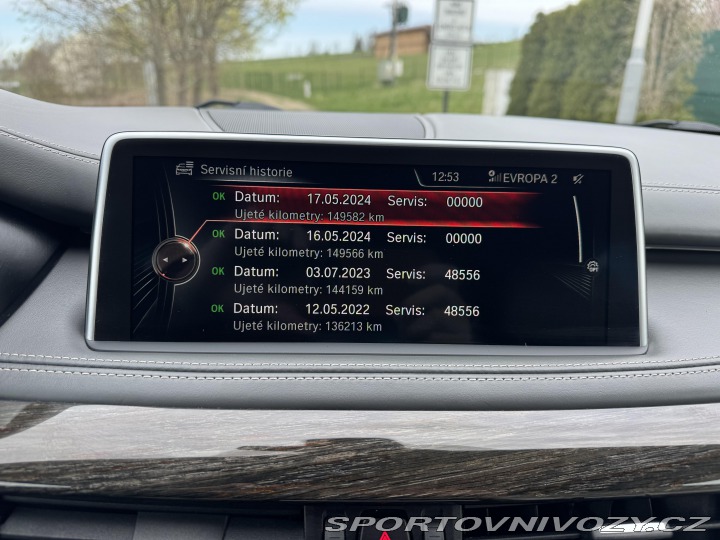 Servisní historie
12:53
EVROPA 2
OK Datum: 17.05.2024 Servis: 00000
Ujeté kilometry: 149582 km
OK Datum: 16.05.2024 Servis: 00000
Ujeté kilometry: 149566 km
OK Datum: 03.07.2023 Servis: 48556
Ujeté kilometry: 144159 km
OK Datum: 12.05.2022 Servis: 48556
Ujeté kilometry: 136213 km
SPORTOVNIVOZY.CZ